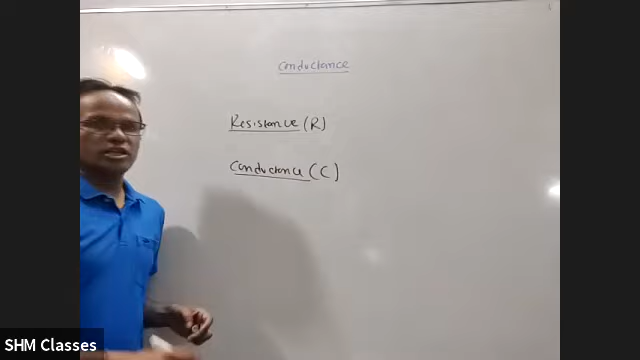 Conductance
Resistance (R)
Conductance (C)
SHM Classes